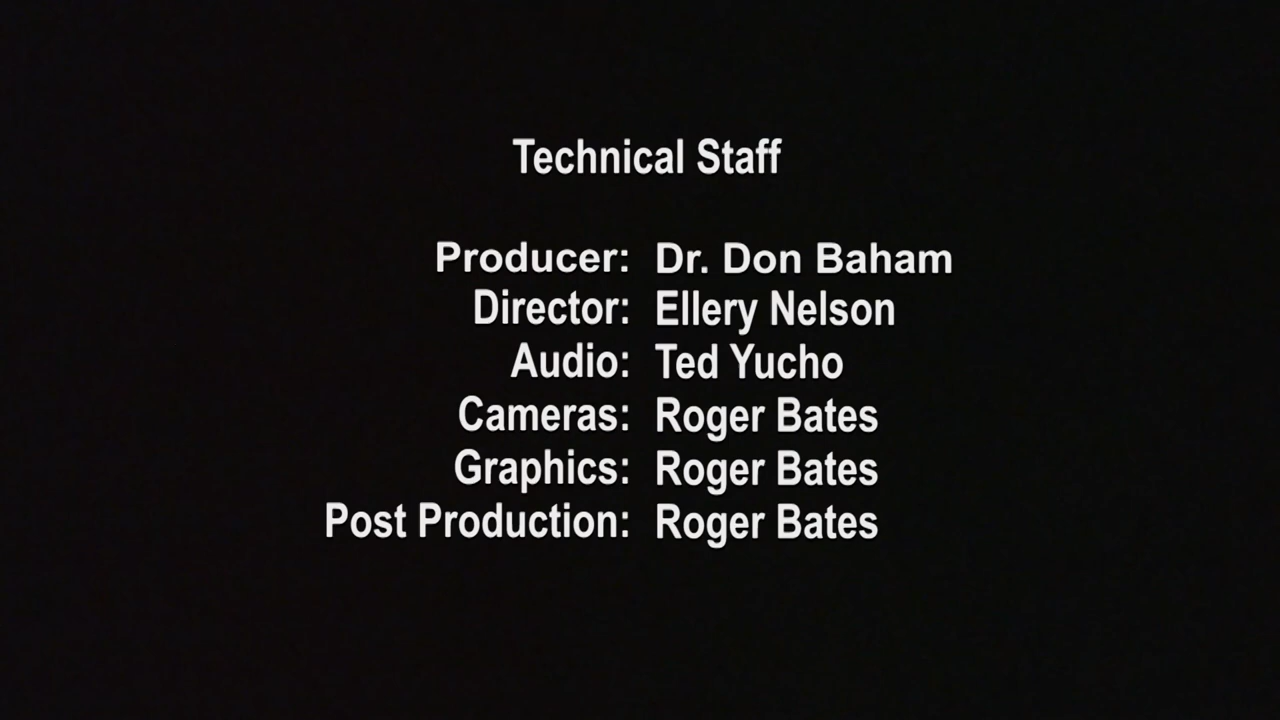 Technical Staff
Producer: Dr. Don Baham
Director: Ellery Nelson
Audio: Ted Yucho
Cameras: Roger Bates
Graphics: Roger Bates
Post Production: Roger Bates